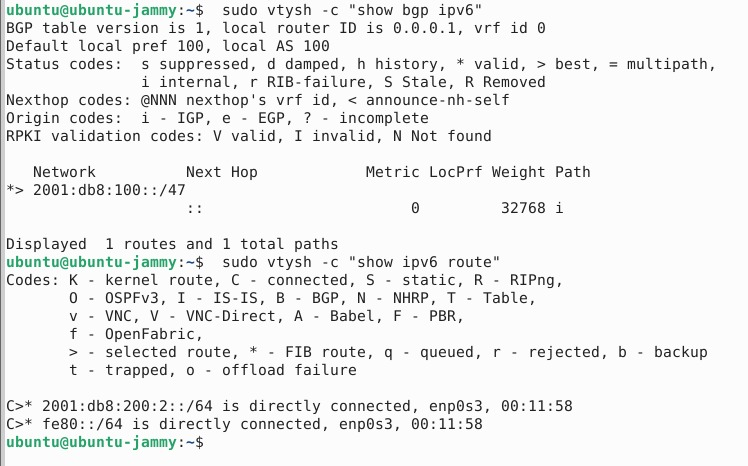 ubuntu@ubuntu-jammy:~$  sudo vtysh -c "show bgp ipv6"
BGP table version is 1, local router ID is 0.0.0.1, vrf id 0
Default local pref 100, local AS 100
Status codes:  s suppressed, d damped, h history, * valid, > best, = multipath,
               i internal, r RIB-failure, S Stale, R Removed
Nexthop codes: @NNN nexthop's vrf id, < announce-nh-self
Origin codes:  i - IGP, e - EGP, ? - incomplete
RPKI validation codes: V valid, I invalid, N Not found

   Network          Next Hop            Metric LocPrf Weight Path
*> 2001:db8:100::/47
                    ::                       0         32768 i

Displayed  1 routes and 1 total paths
ubuntu@ubuntu-jammy:~$  sudo vtysh -c "show ipv6 route"
Codes: K - kernel route, C - connected, S - static, R - RIPng,
       O - OSPFv3, I - IS-IS, B - BGP, N - NHRP, T - Table,
       v - VNC, V - VNC-Direct, A - Babel, F - PBR,
       f - OpenFabric,
       > - selected route, * - FIB route, q - queued, r - rejected, b - backup
       t - trapped, o - offload failure

C>* 2001:db8:200:2::/64 is directly connected, enp0s3, 00:11:58
C>* fe80::/64 is directly connected, enp0s3, 00:11:58
ubuntu@ubuntu-jammy:~$